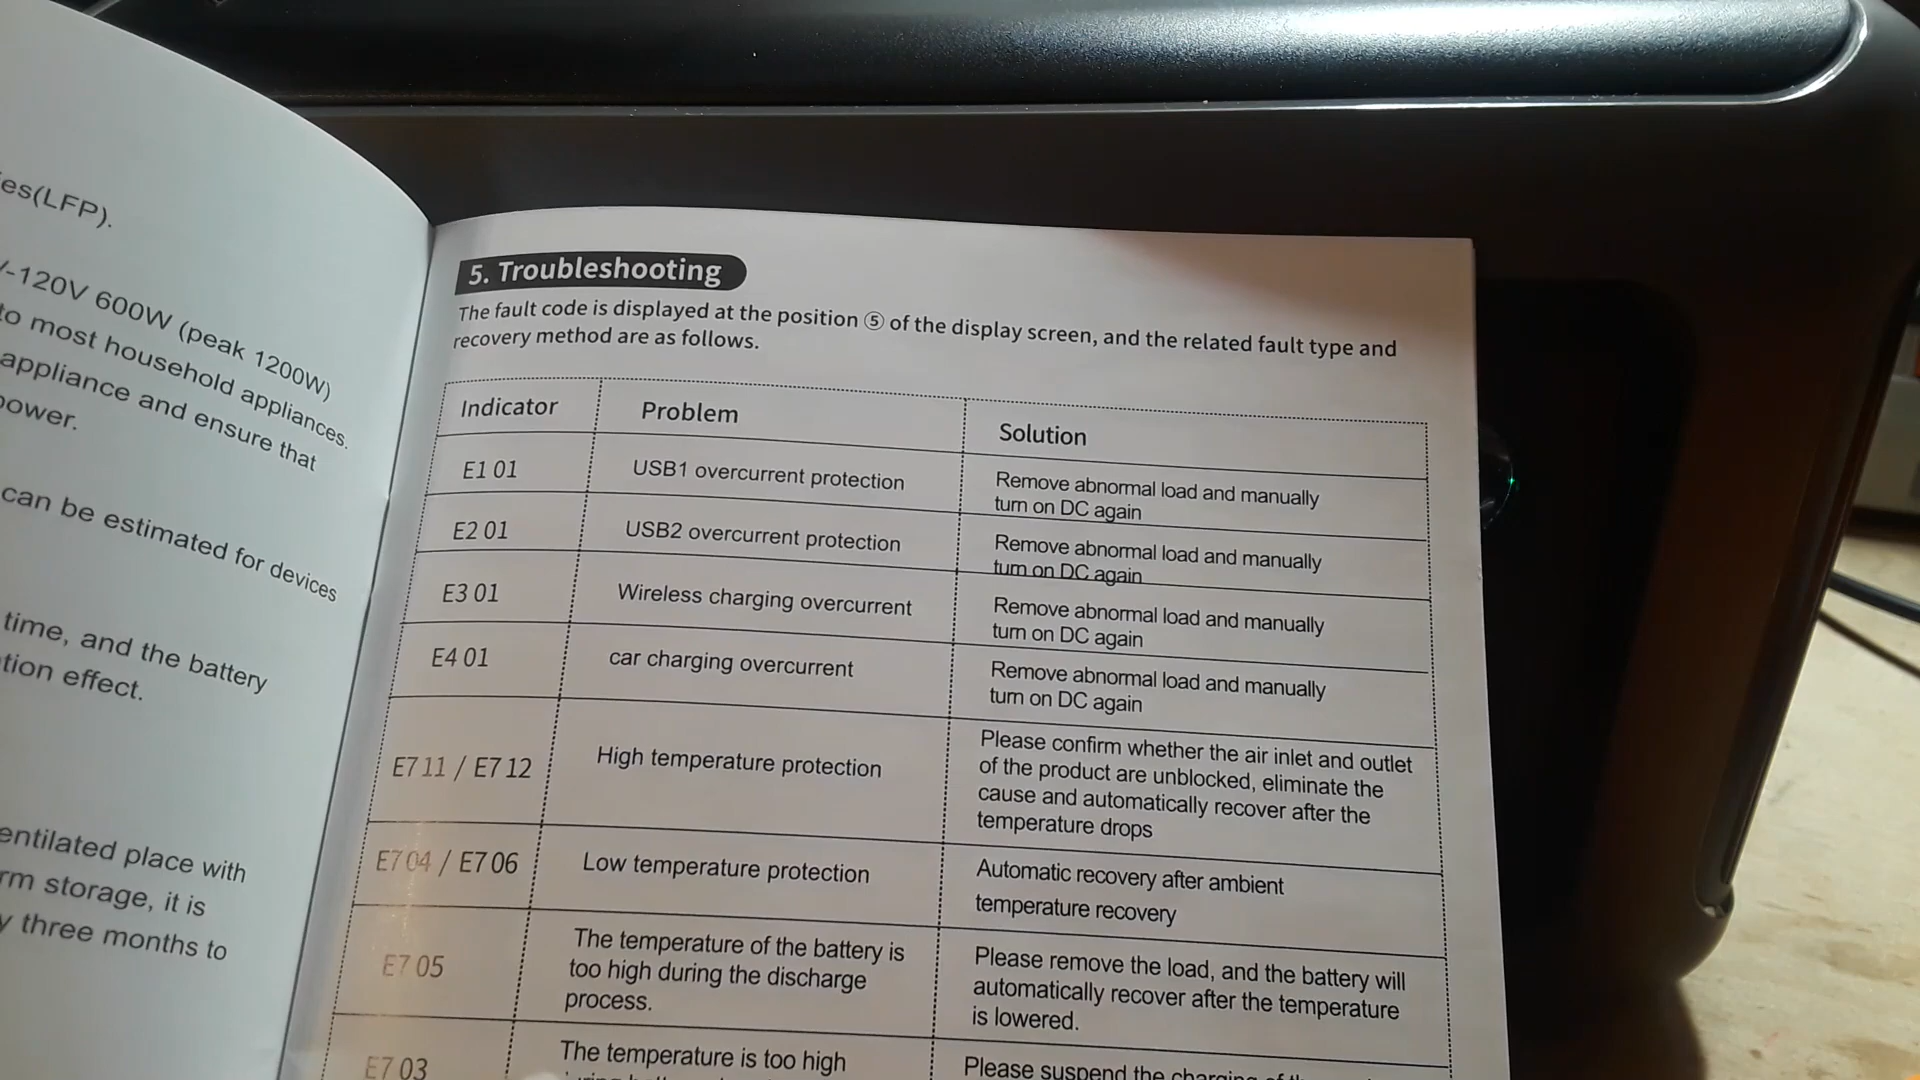 es(LFP).
-120V 600W (peak 1200W)
to most household appliances.
appliance and ensure that
power.
can be estimated for devices
time, and the battery
tion effect.
entilated place with
rm storage, it is
y three months to
5. Troubleshooting
The fault code is displayed at the position ⑤ of the display screen, and the related fault type and
recovery method are as follows.
Indicator Problem Solution
E1 01 USB1 overcurrent protection Remove abnormal load and manually
turn on DC again
E2 01 USB2 overcurrent protection Remove abnormal load and manually
turn on DC again
E3 01 Wireless charging overcurrent Remove abnormal load and manually
turn on DC again
E4 01 car charging overcurrent Remove abnormal load and manually
turn on DC again
E7 11 / E7 12 High temperature protection Please confirm whether the air inlet and outlet
of the product are unblocked, eliminate the
cause and automatically recover after the
temperature drops
E7 04 / E7 06 Low temperature protection Automatic recovery after ambient
temperature recovery
E7 05 The temperature of the battery is
too high during the discharge
process.
Please remove the load, and the battery will
automatically recover after the temperature
is lowered.
E7 03 The temperature is too high
Please suspend the charging of